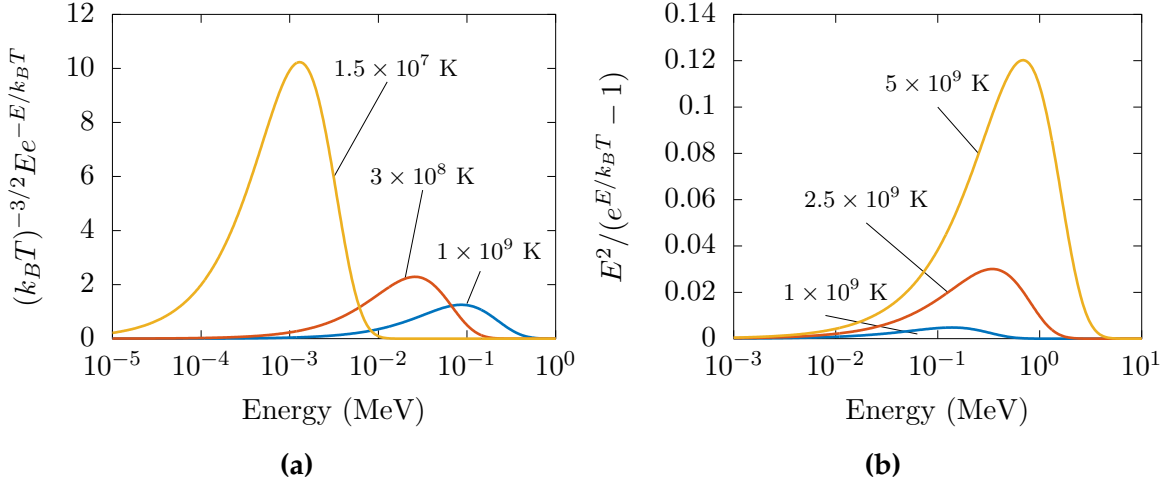 (k_BT)^{-3/2}Ee^{-E/k_BT}
12
10
8
6
4
2
0
1.5 × 10^7 K
3 × 10^8 K
1 × 10^9 K
10^{-5} 10^{-4} 10^{-3} 10^{-2} 10^{-1} 10^0
Energy (MeV)
(a)
E^2/(e^{E/k_BT} − 1)
0.14
0.12
0.10
0.08
0.06
0.04
0.02
0
5 × 10^9 K
2.5 × 10^9 K
1 × 10^9 K
10^{-3} 10^{-2} 10^{-1} 10^0 10^1
Energy (MeV)
(b)